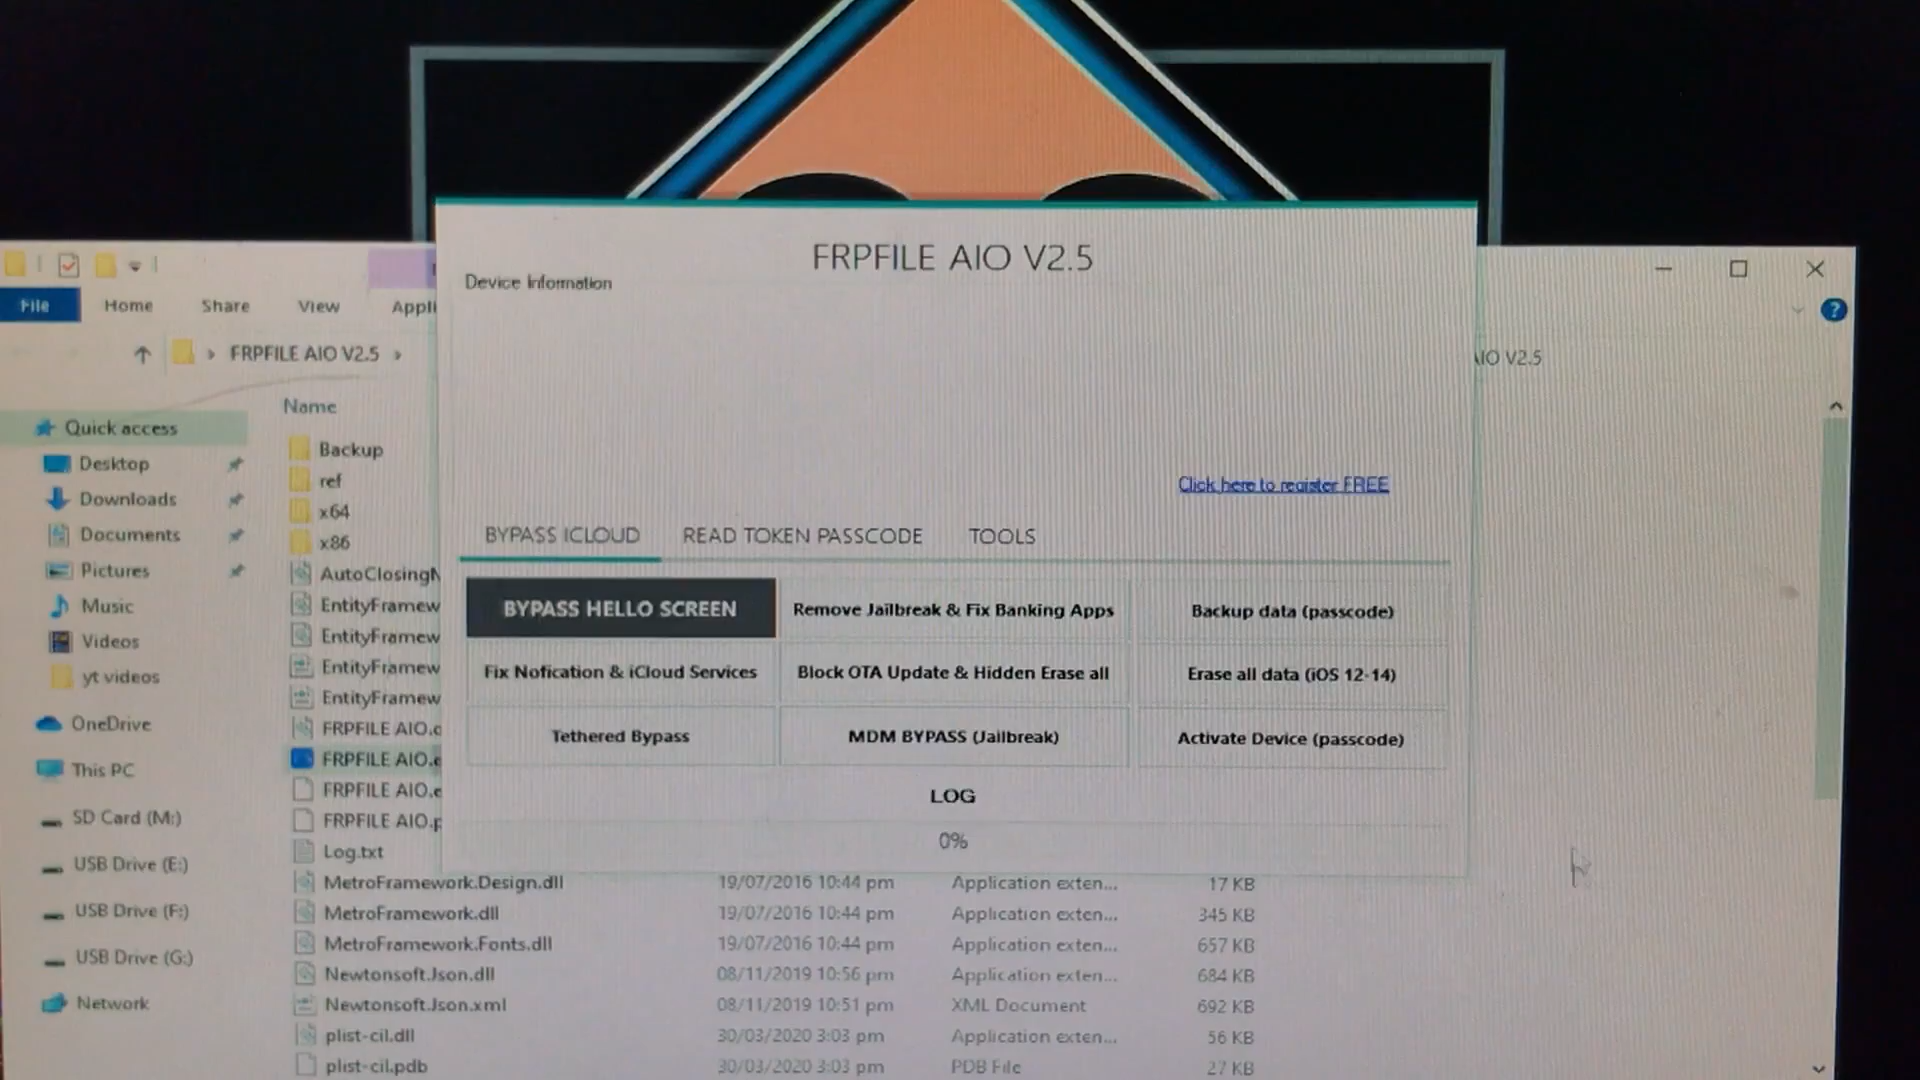 FRPFILE AIO V2.5
Device Information
File
Home
Share
View
Appli
FRPFILE AIO V2.5
AIO V2.5
Name
Quick access
Desktop
Downloads
Documents
Pictures
Music
Videos
yt videos
OneDrive
This PC
SD Card (M:)
USB Drive (E:)
USB Drive (F:)
USB Drive (G:)
Network
Backup
ref
x64
x86
AutoClosingM
EntityFramew
EntityFramew
EntityFramew
EntityFramew
FRPFILE AIO.c
FRPFILE AIO.e
FRPFILE AIO.e
FRPFILE AIO.p
Log.txt
Click here to register FREE
BYPASS ICLOUD READ TOKEN PASSCODE TOOLS
BYPASS HELLO SCREEN Remove Jailbreak & Fix Banking Apps Backup data (passcode)
Fix Nofication & iCloud Services Block OTA Update & Hidden Erase all Erase all data (iOS 12-14)
Tethered Bypass MDM BYPASS (Jailbreak) Activate Device (passcode)
LOG
0%
MetroFramework.Design.dll 19/07/2016 10:44 pm Application exten... 17 KB
MetroFramework.dll 19/07/2016 10:44 pm Application exten... 345 KB
MetroFramework.Fonts.dll 19/07/2016 10:44 pm Application exten... 657 KB
Newtonsoft.Json.dll 08/11/2019 10:56 pm Application exten... 684 KB
Newtonsoft.Json.xml 08/11/2019 10:51 pm XML Document 692 KB
plist-cil.dll 30/03/2020 3:03 pm Application exten... 56 KB
plist-cil.pdb 30/03/2020 3:03 pm PDB File 27 KB